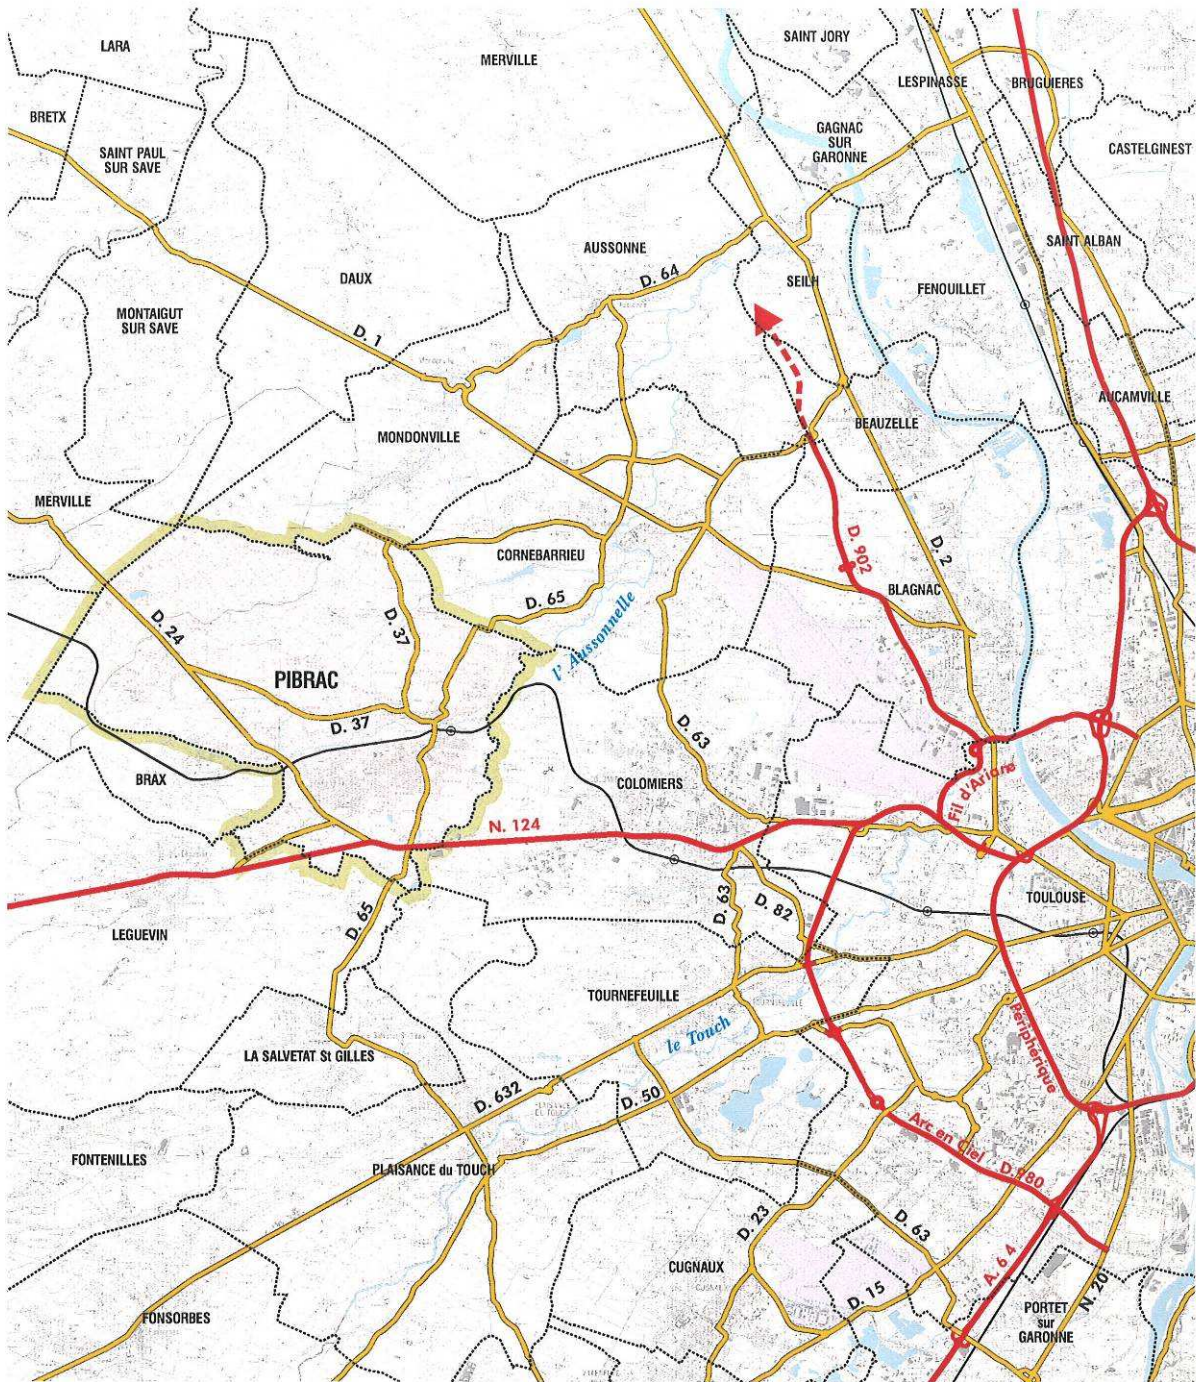 SAINT JORY
LARA
MERVILLE
LESPINASSE
BRUGUIERES
BRETX
GAGNAC
SUR
GARONNE
CASTELGINEST
SAINT PAUL
SUR SAVE
AUSSONNE
SAINT ALBAN
D. 64
DAUX
SEILH
FENOUILLET
MONTAIGUT
SUR SAVE
D. 1
AUCAMVILLE
BEAUZELLE
MONDONVILLE
MERVILLE
D. 902
D. 2
CORNEBARRIEU
BLAGNAC
D. 65
l' Aussonnelle
D. 24
D. 37
PIBRAC
D. 37
D. 63
BRAX
COLOMIERS
Fil d'Ariane
N. 124
TOULOUSE
D. 63
D. 82
D. 65
LEGUEVIN
TOURNEFEUILLE
le Touch
Périphérique
LA SALVETAT St GILLES
D. 632
D. 50
Arc en Ciel - D. 980
FONTENILLES
PLAISANCE du TOUCH
D. 23
D. 63
CUGNAUX
A. 64
D. 15
N. 20
FONSORBES
PORTET
sur
GARONNE